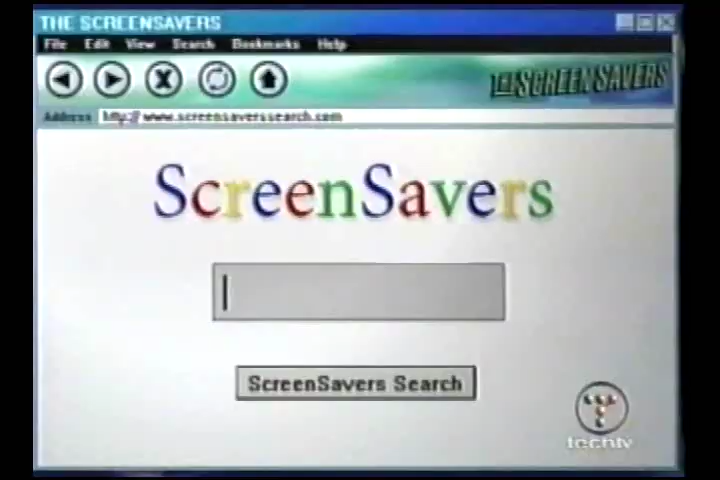 THE SCREENSAVERS
File Edit View Search Bookmarks Help
THE SCREEN SAVERS
Address http://www.screensaverssearch.com
ScreenSavers
ScreenSavers Search
techtv